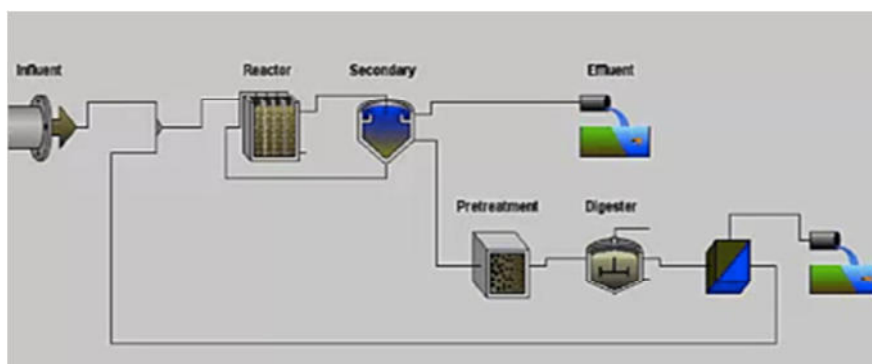 Influent
Reactor
Secondary
Effluent
Pretreatment
Digester